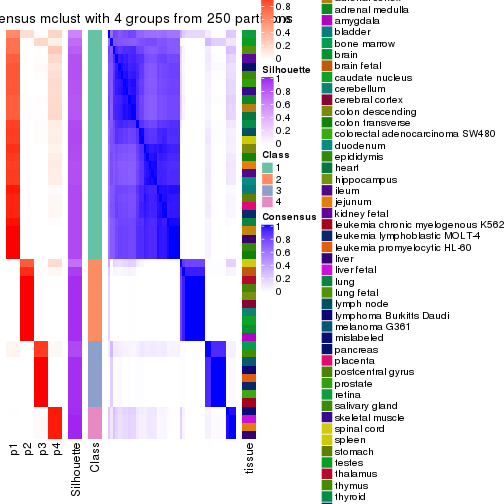 ensus mclust with 4 groups from 250 partitions
0.8
0.6
0.4
0.2
0
Silhouette
1
0.8
0.6
0.4
0.2
0
Class
1
2
3
4
Consensus
1
0.8
0.6
0.4
0.2
0
p1
p2
p3
p4
Silhouette
Class
tissue
adrenal medulla
amygdala
bladder
bone marrow
brain
brain fetal
caudate nucleus
cerebellum
cerebral cortex
colon descending
colon transverse
colorectal adenocarcinoma SW480
duodenum
epididymis
heart
hippocampus
ileum
jejunum
kidney fetal
leukemia chronic myelogenous K562
leukemia lymphoblastic MOLT-4
leukemia promyelocytic HL-60
liver
liver fetal
lung
lung fetal
lymph node
lymphoma Burkitts Daudi
melanoma G361
mislabeled
pancreas
placenta
postcentral gyrus
prostate
retina
salivary gland
skeletal muscle
spinal cord
spleen
stomach
testes
thalamus
thymus
thyroid